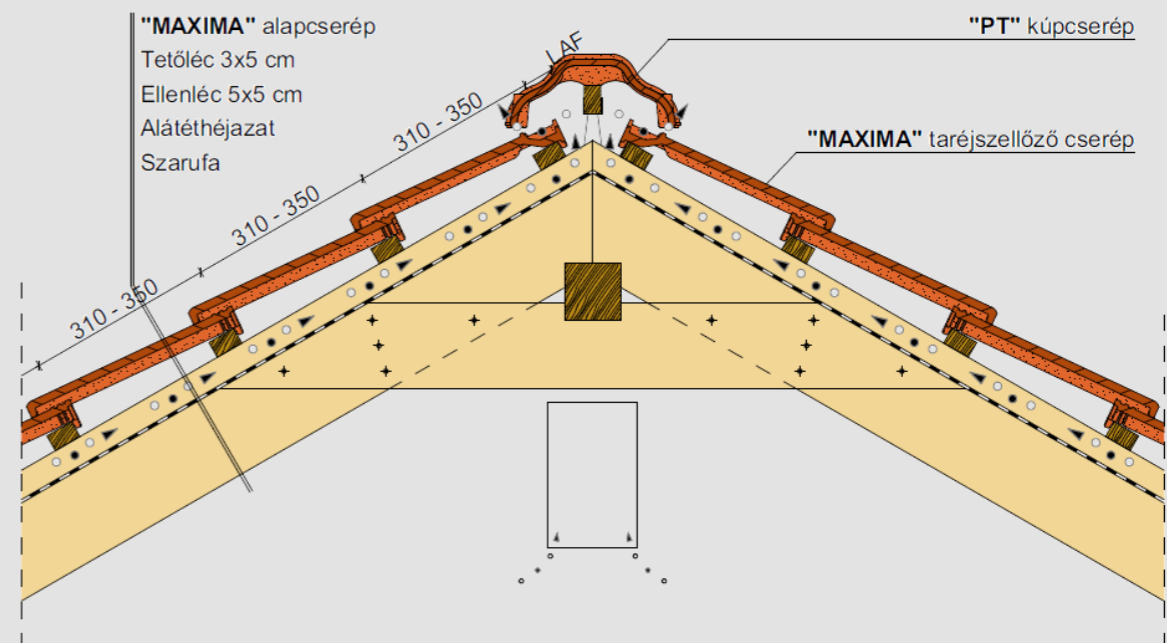 "MAXIMA" alapcserép
Tetőléc 3x5 cm
Ellenléc 5x5 cm
Alátéthéjazat
Szarufa
"PT" kúpcserép
"MAXIMA" taréjszellőző cserép
LAF
310 - 350
310 - 350
310 - 350